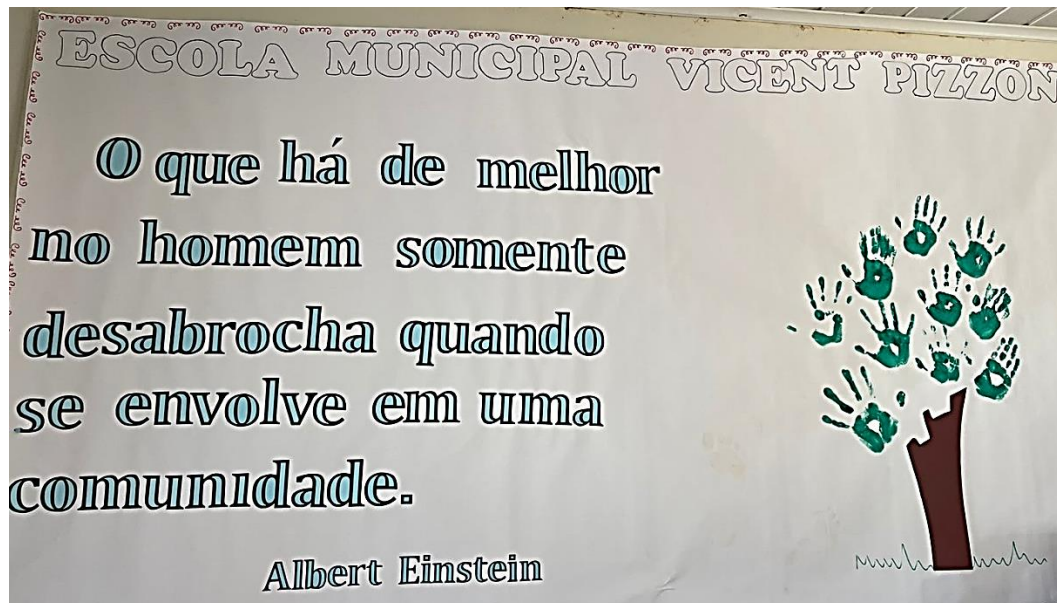 ESCOLA MUNICIPAL VICENT PIZZON
O que há de melhor
no homem somente
desabrocha quando
se envolve em uma
comunidade.
Albert Einstein